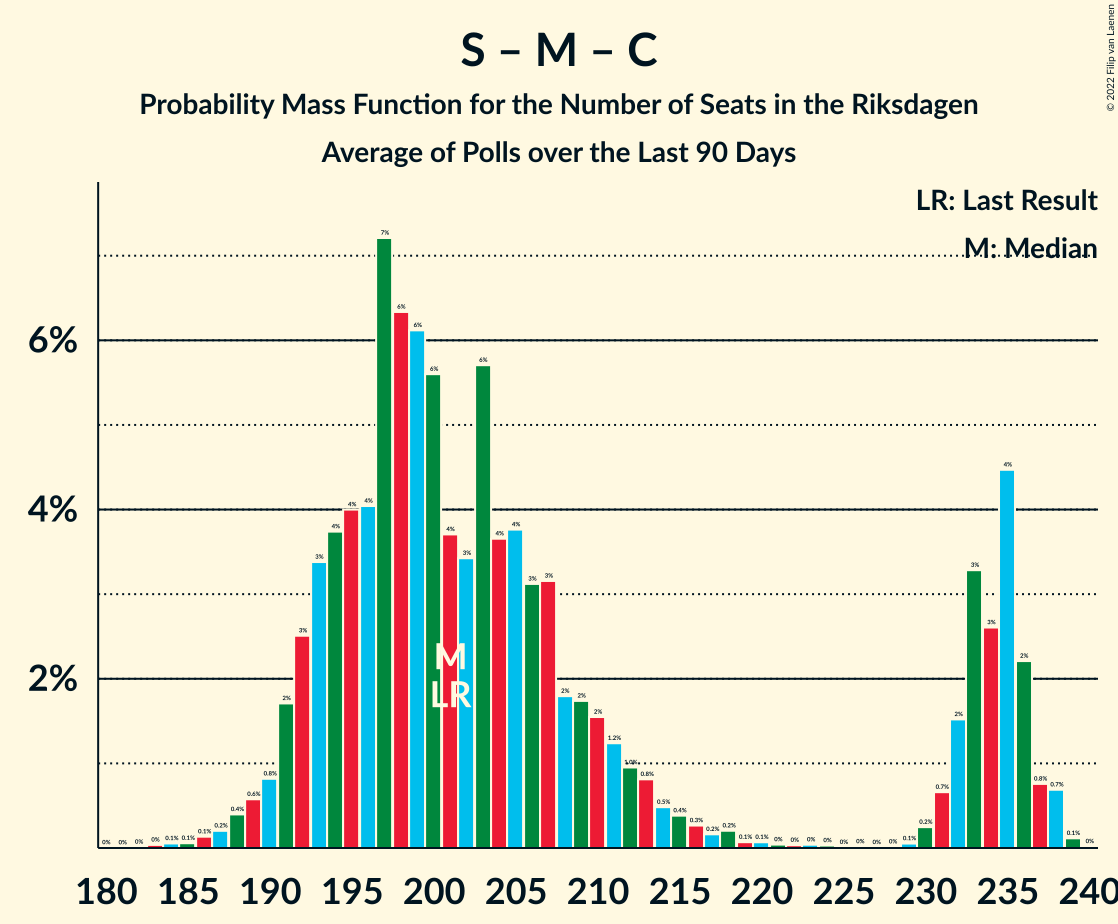 S – M – C
Probability Mass Function for the Number of Seats in the Riksdagen
Average of Polls over the Last 90 Days
© 2022 Filip van Laenen
LR: Last Result
M: Median
6%
4%
2%
0% 0% 0% 0% 0.1% 0.1% 0.1% 0.2% 0.4% 0.6% 0.8% 2% 3% 3% 4% 4% 4% 7% 6% 6% 6% 4% 3% 6% 4% 4% 3% 3% 2% 2% 2% 1.2% 1.0% 0.8% 0.5% 0.4% 0.3% 0.2% 0.2% 0.1% 0.1% 0% 0% 0% 0% 0% 0% 0% 0% 0.1% 0.2% 0.7% 2% 3% 3% 4% 2% 0.8% 0.7% 0.1% 0%
M
LR
180 185 190 195 200 205 210 215 220 225 230 235 240